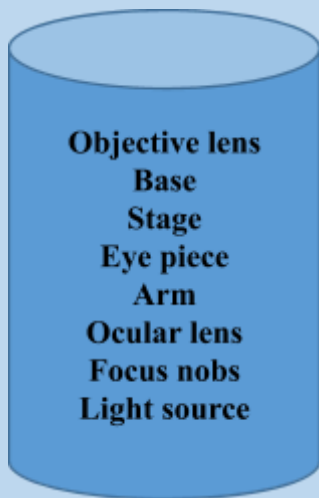 Objective lens
Base
Stage
Eye piece
Arm
Ocular lens
Focus nobs
Light source